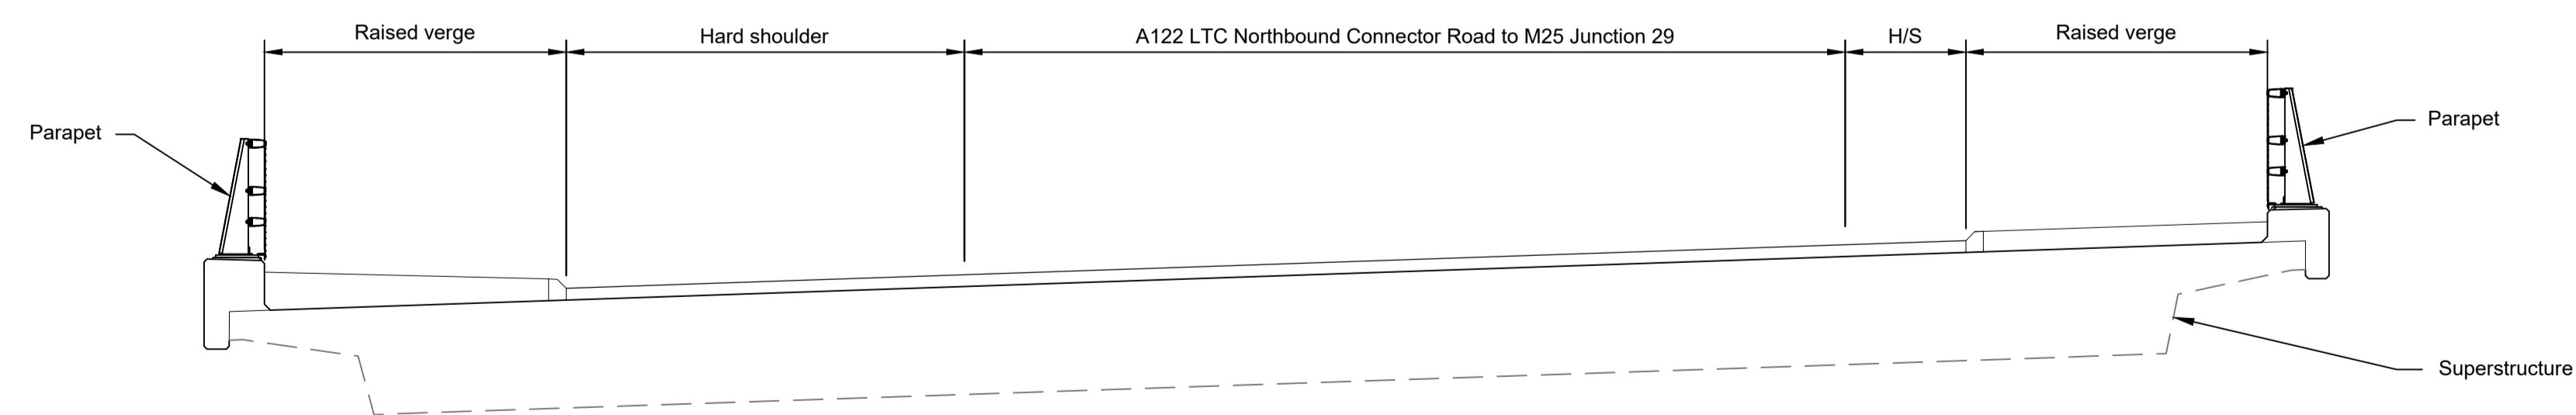 Raised verge
Hard shoulder
A122 LTC Northbound Connector Road to M25 Junction 29
H/S
Raised verge
Parapet
Parapet
Superstructure